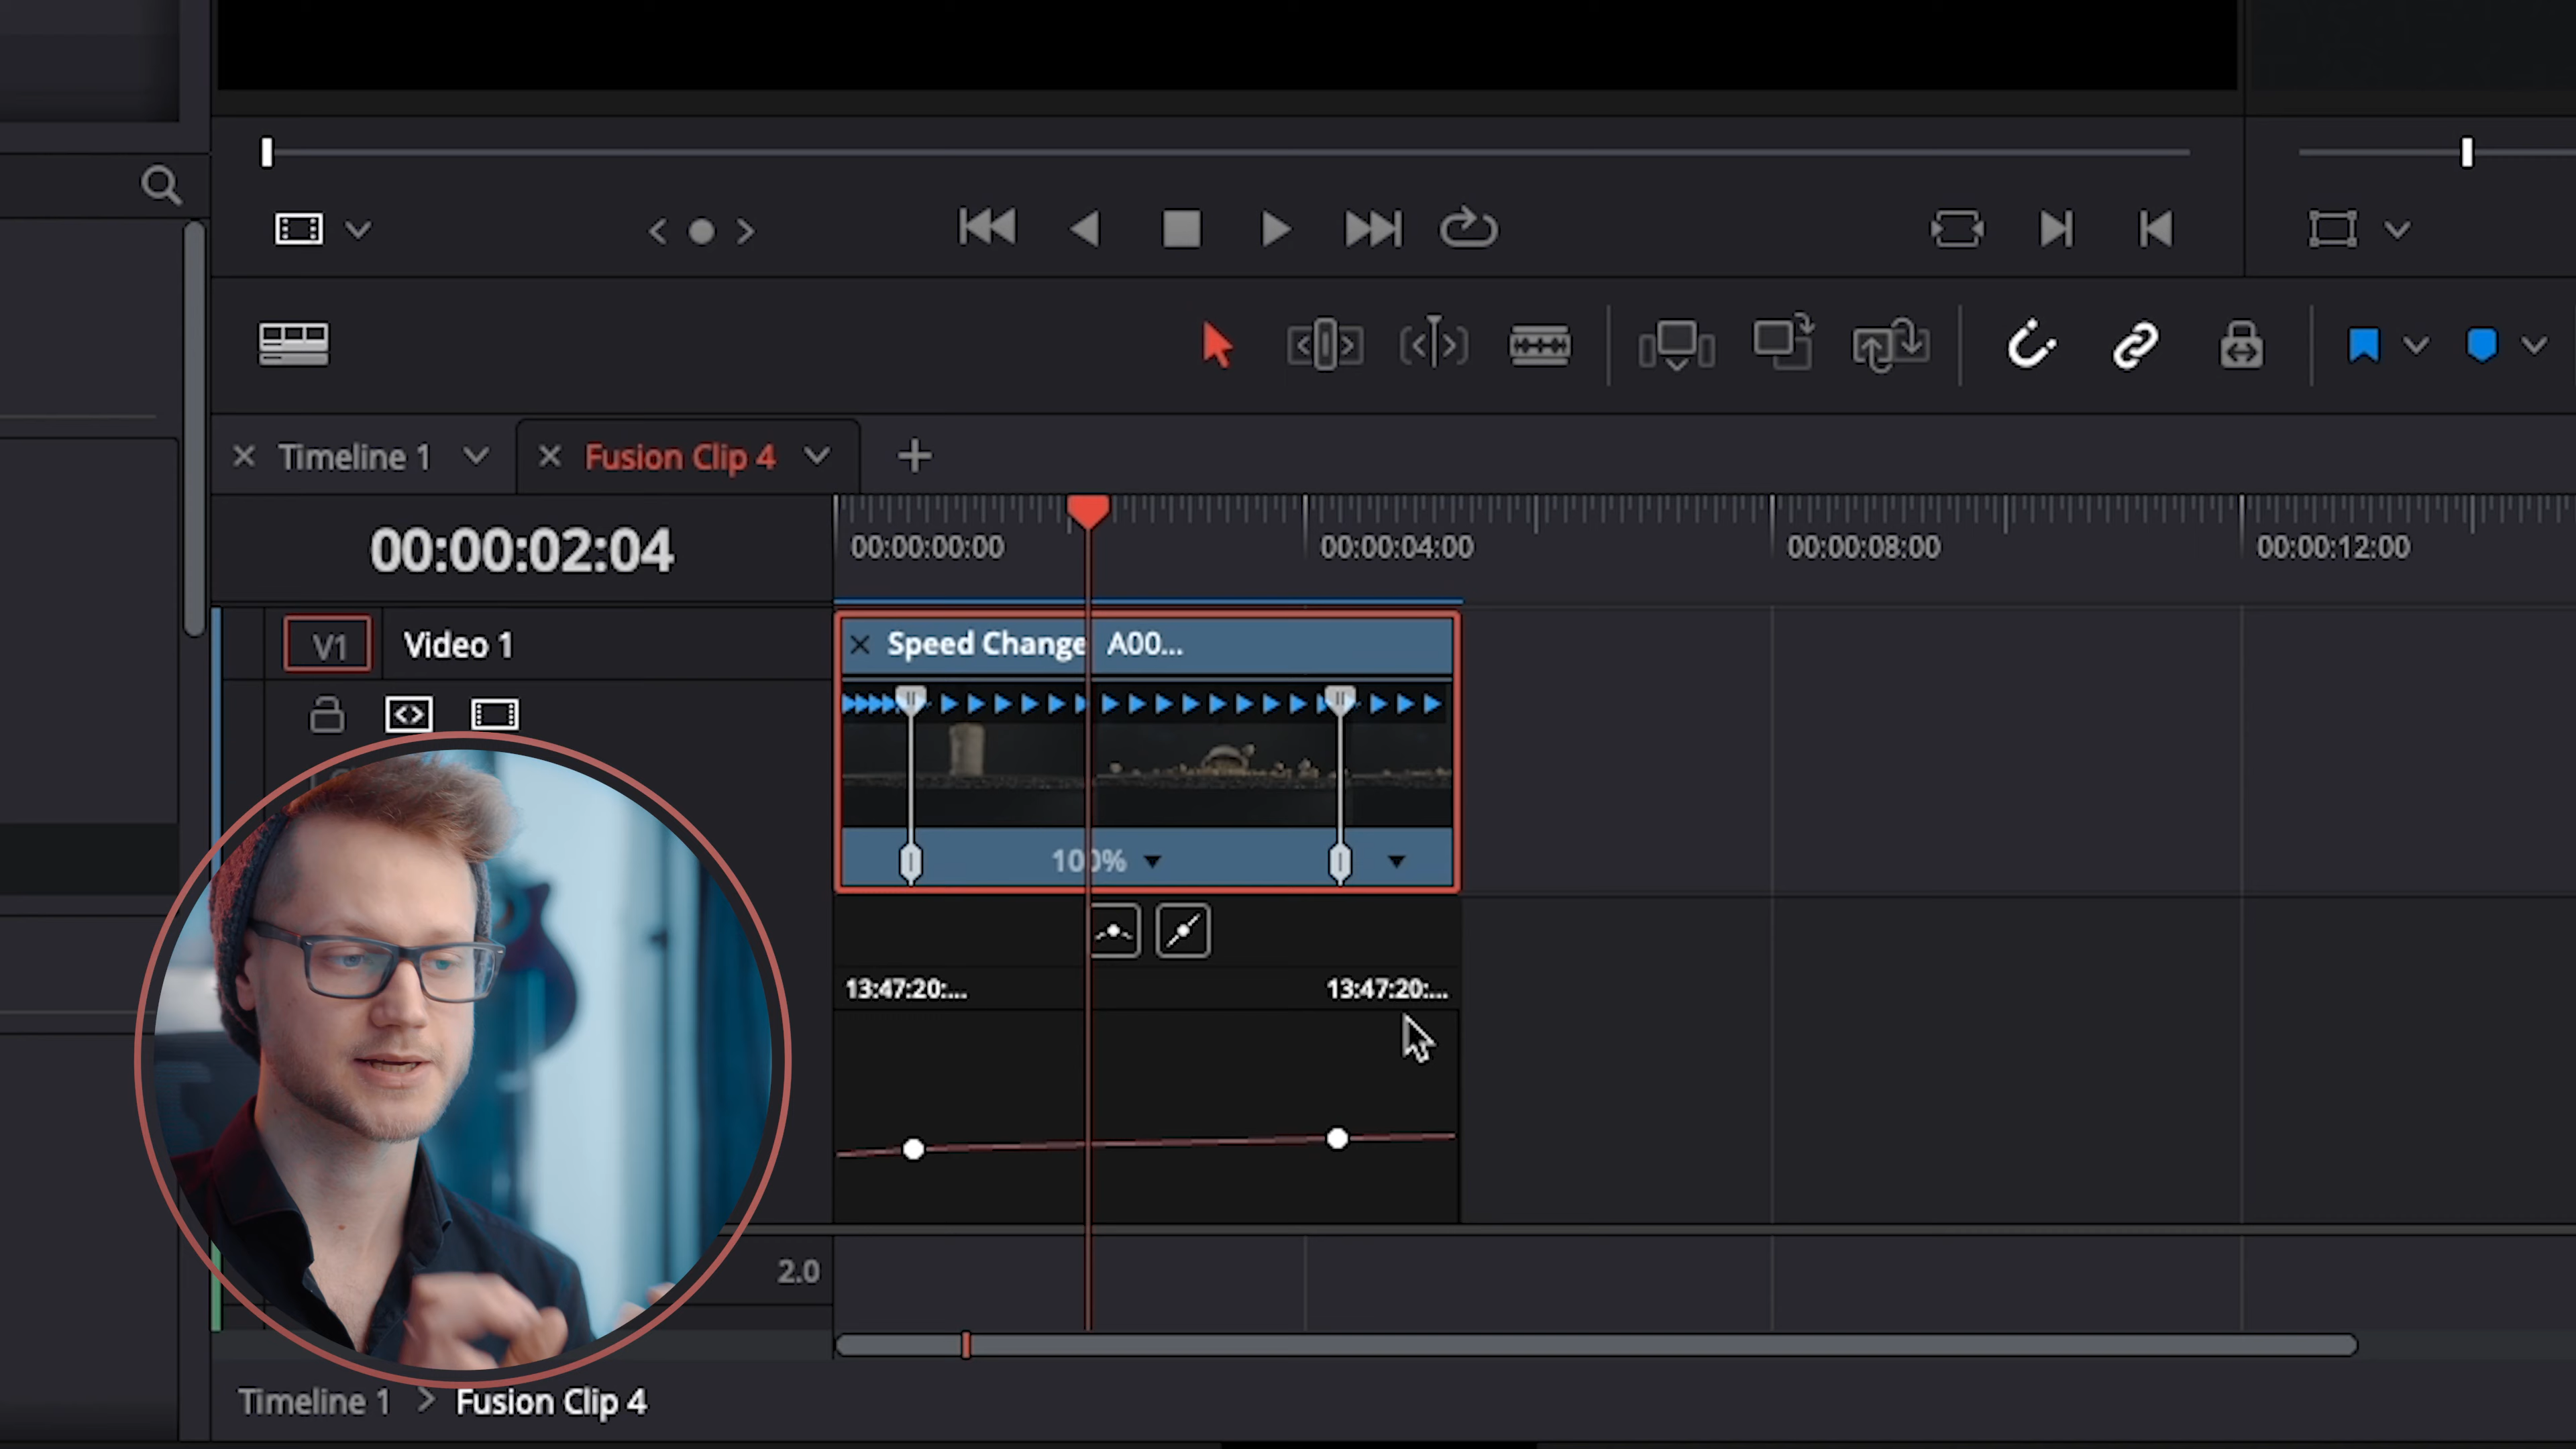 Timeline 1
Fusion Clip 4
00:00:02:04
00:00:00:00
00:00:04:00
00:00:08:00
00:00:12:00
V1
Video 1
Speed Change
A00...
100%
13:47:20:...
13:47:20:...
2.0
Timeline 1 > Fusion Clip 4